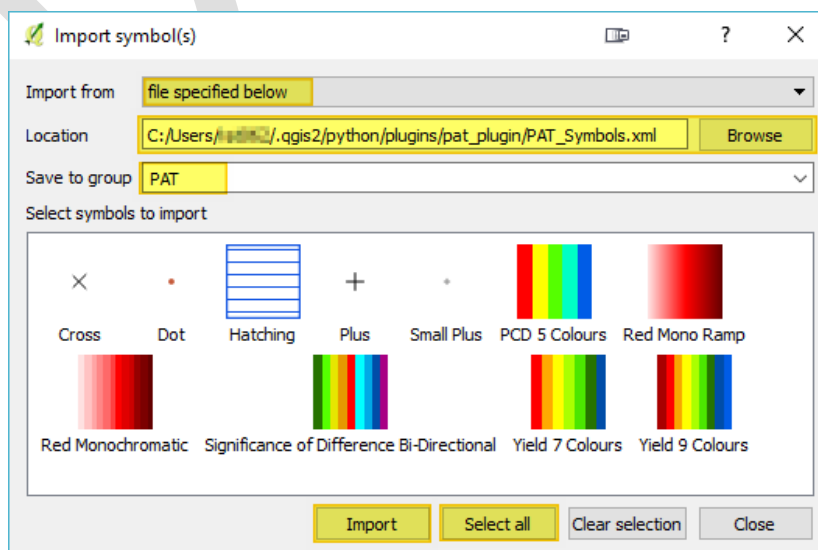 Import symbol(s) ?
Import from file specified below
Location C:/Users/ /.qgis2/python/plugins/pat_plugin/PAT_Symbols.xml Browse
Save to group PAT
Select symbols to import
Cross Dot Hatching Plus Small Plus PCD 5 Colours Red Mono Ramp
Red Monochromatic Significance of Difference Bi-Directional Yield 7 Colours Yield 9 Colours
Import Select all Clear selection Close